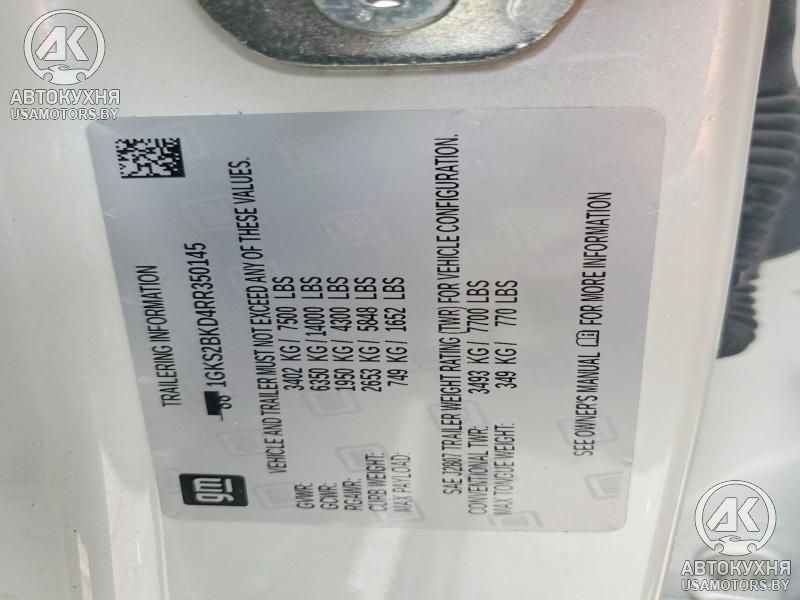 AK
АВТОКУХНЯ
USAMOTORS.BY
gm
TRAILERING INFORMATION
1GKS2BKD4RR350145
VEHICLE AND TRAILER MUST NOT EXCEED ANY OF THESE VALUES.
GVWR: 3402 KG/ 7500 LBS
GCWR: 6350 KG/ 14000 LBS
RGAWR: 1950 KG/ 4300 LBS
CURB WEIGHT: 2653 KG/ 5848 LBS
MAX PAYLOAD: 749 KG/ 1652 LBS
SAE J2807 TRAILER WEIGHT RATING (TWR) FOR VEHICLE CONFIGURATION.
CONVENTIONAL TWR: 3493 KG/ 7700 LBS
MAX TONGUE WEIGHT: 349 KG/ 770 LBS
SEE OWNER'S MANUAL FOR MORE INFORMATION
AK
АВТОКУХНЯ
USAMOTORS.BY